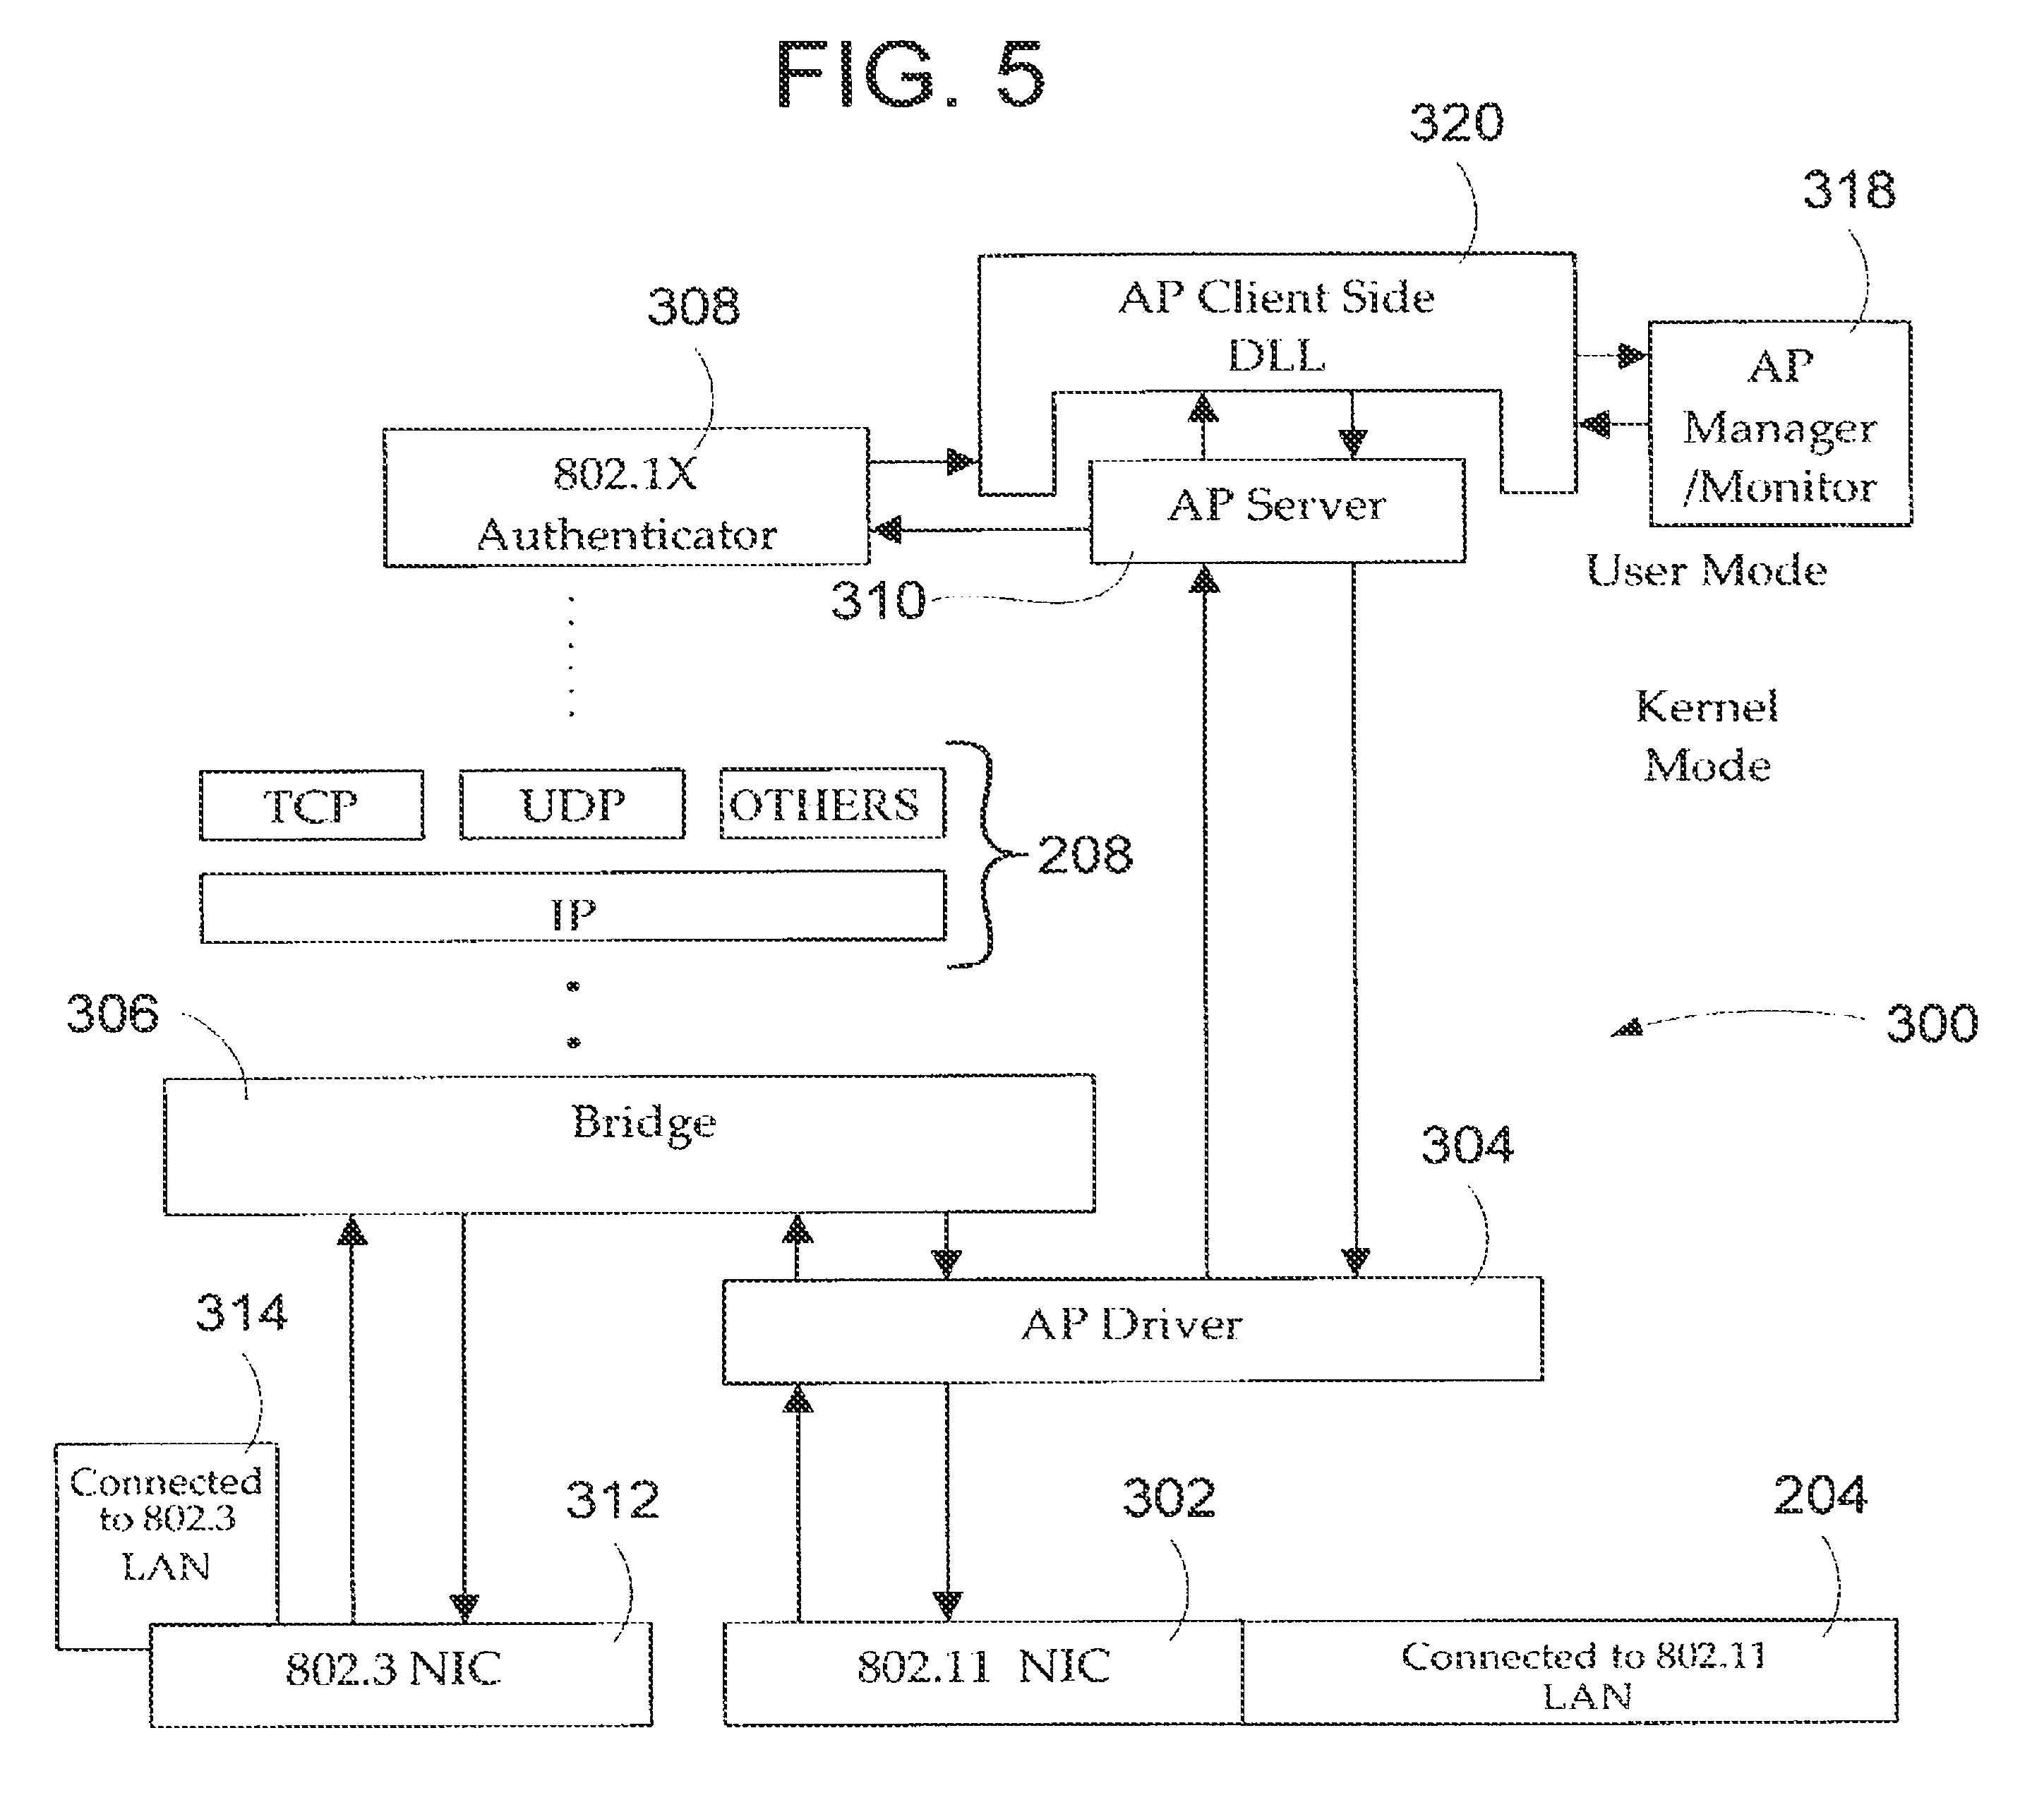 FIG. 5
320
318
AP Client Side
DLL
308
AP
Manager
/Monitor
802.1X
Authenticator
AP Server
User Mode
310
Kernel
Mode
TCP
UDP
OTHERS
208
IP
306
300
Bridge
304
314
AP Driver
Connected
to 802.3
LAN
312
302
204
802.3 NIC
802.11 NIC
Connected to 802.11
LAN